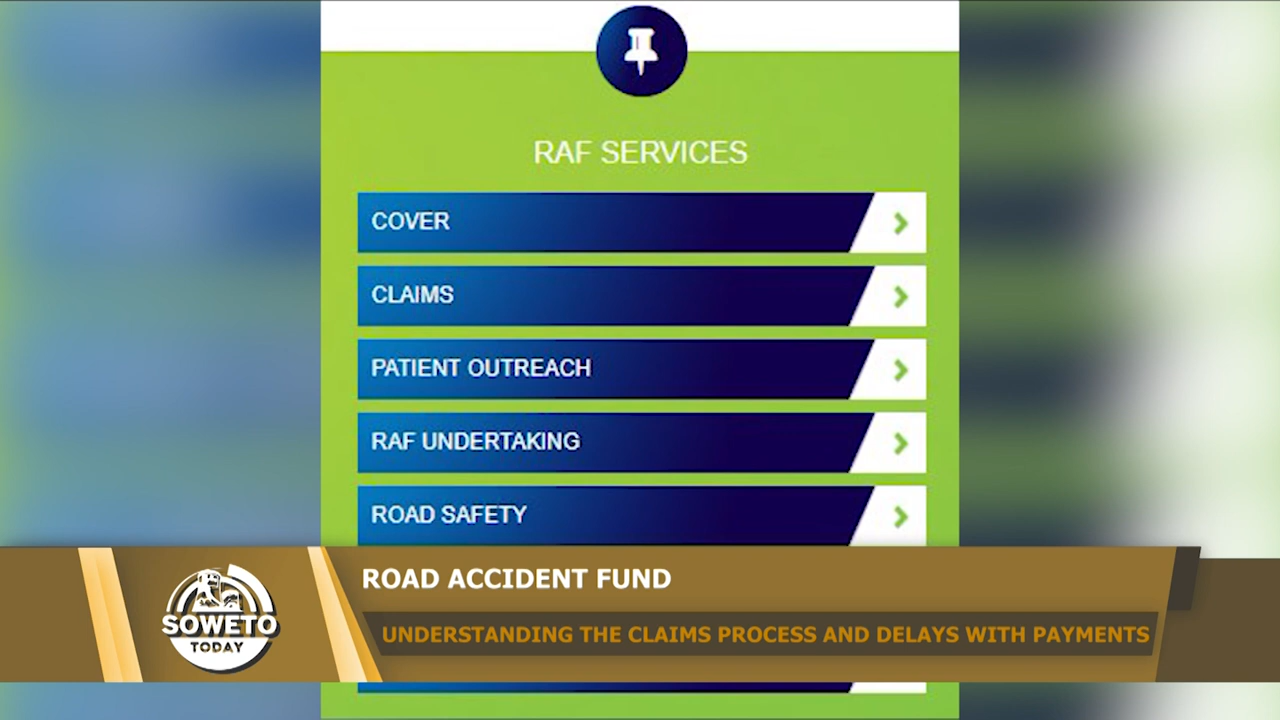 RAF SERVICES
COVER
CLAIMS
PATIENT OUTREACH
RAF UNDERTAKING
ROAD SAFETY
ROAD ACCIDENT FUND
UNDERSTANDING THE CLAIMS PROCESS AND DELAYS WITH PAYMENTS
SOWETO
TODAY